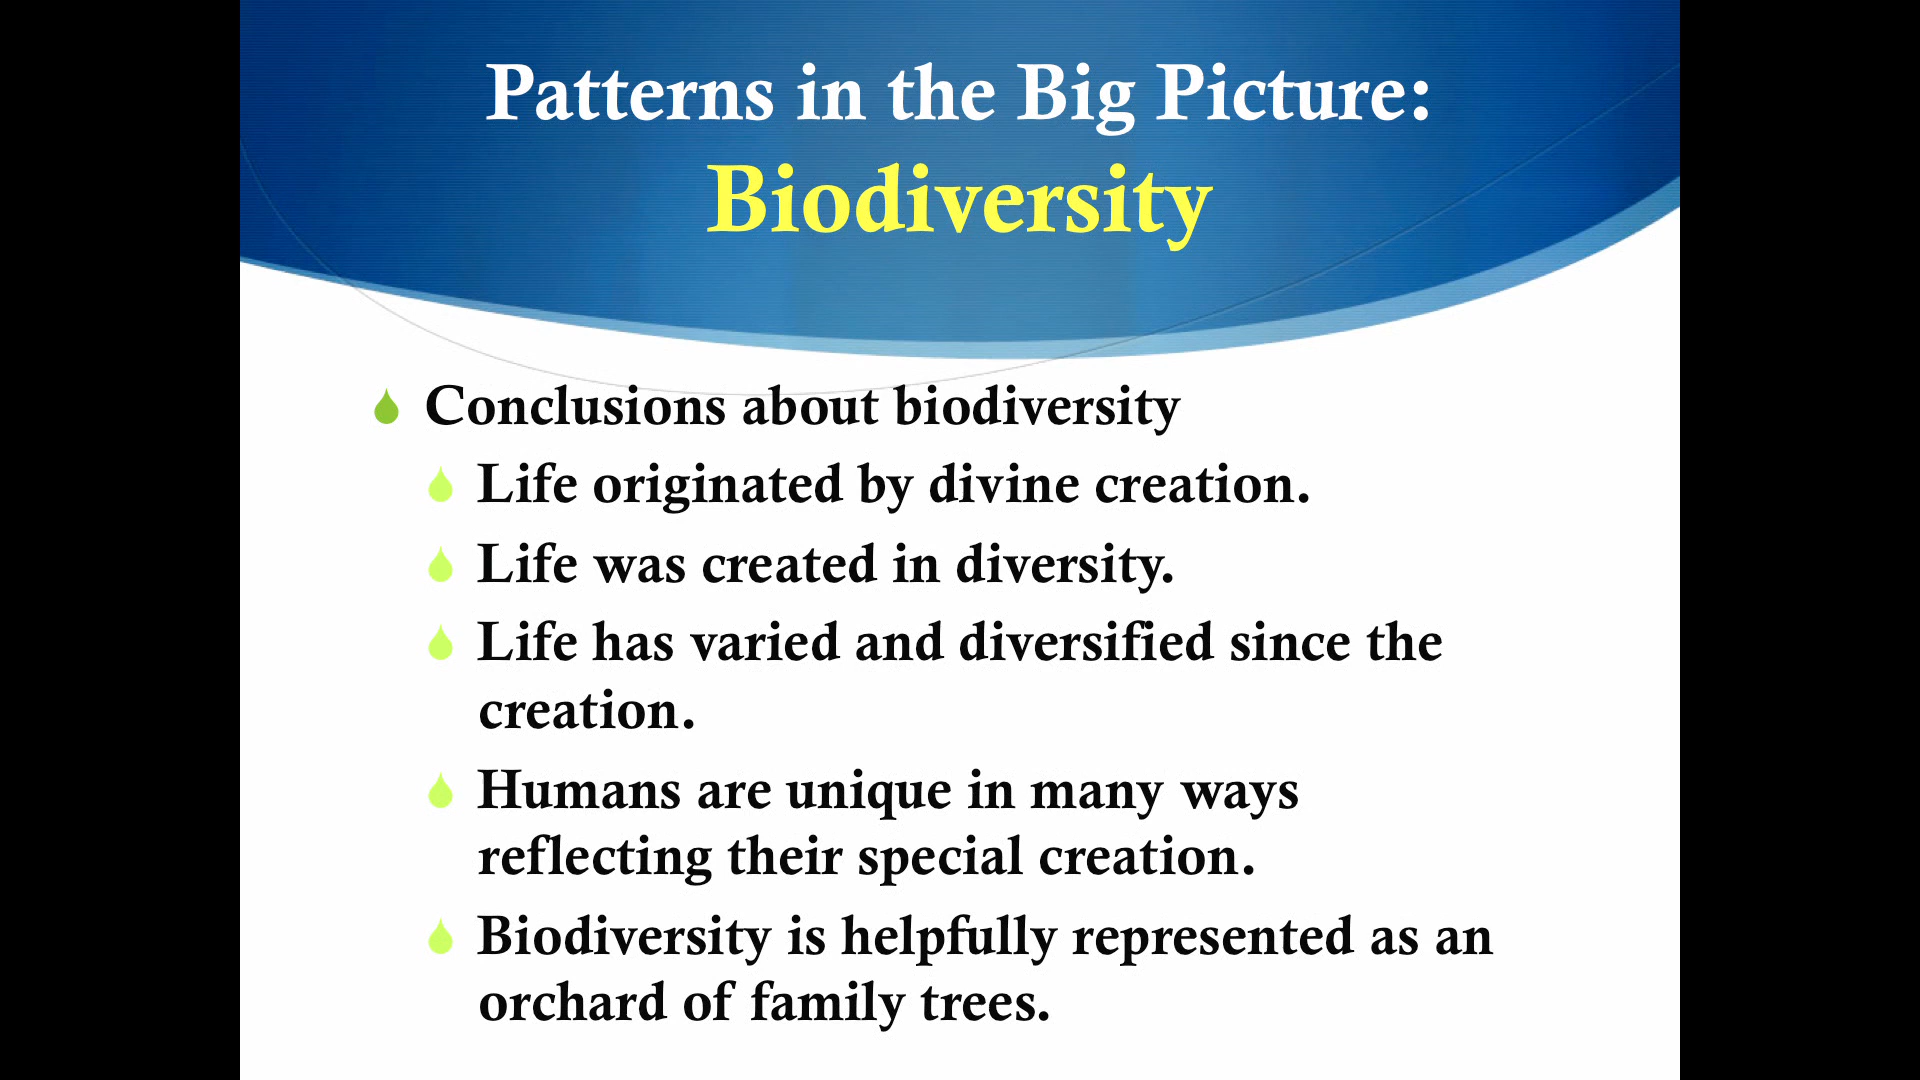 Patterns in the Big Picture:
Biodiversity
Conclusions about biodiversity
Life originated by divine creation.
Life was created in diversity.
Life has varied and diversified since the
creation.
Humans are unique in many ways
reflecting their special creation.
Biodiversity is helpfully represented as an
orchard of family trees.